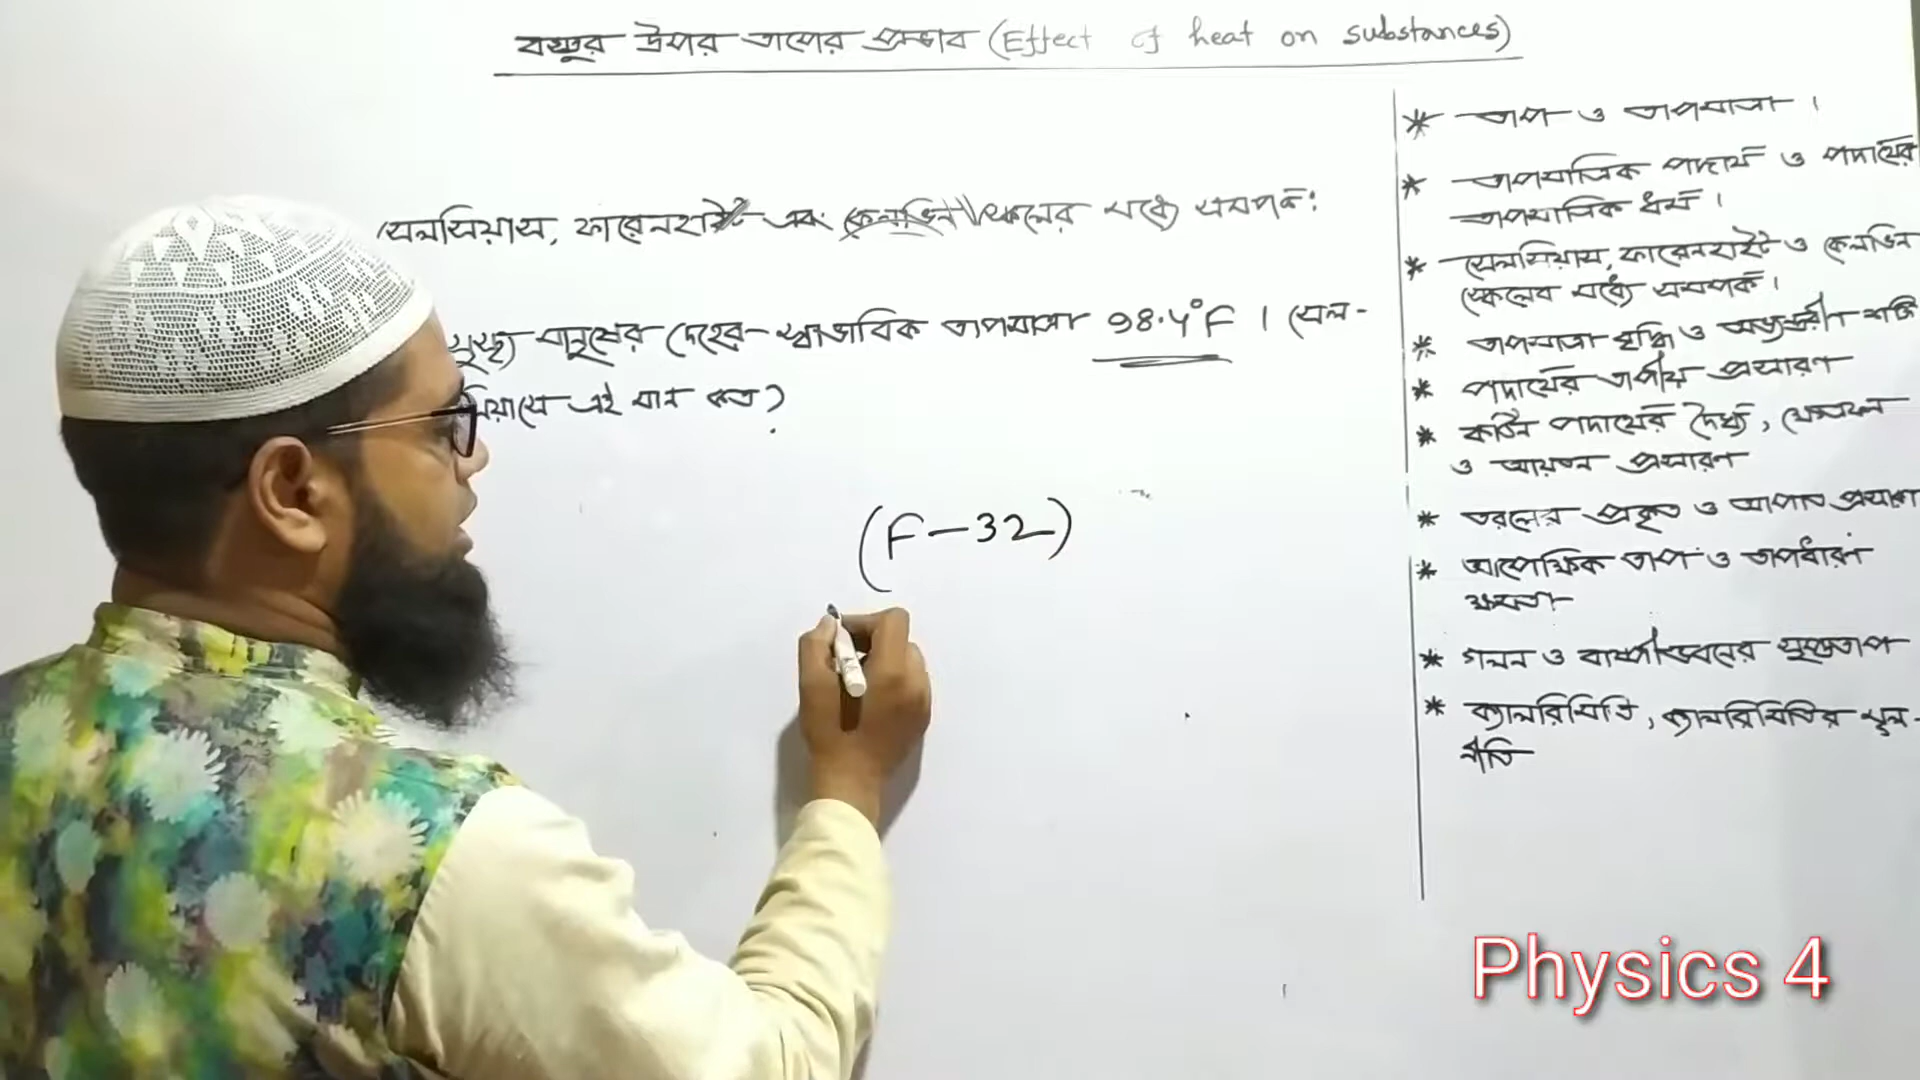 বস্তুর উপর তাপের প্রভাব (Effect of heat on substances)
সেলসিয়াস, ফারেনহাইট এবং কেলভিন স্কেলের মধ্যে সম্পর্ক:
সুস্থ্য মানুষের দেহের স্বাভাবিক তাপমাত্রা 98.4°F । সেল-
সিয়াসে এই মান কত?
(F-32)
* তাপ ও তাপমাত্রা ।
* তাপমাত্রিক পদার্থ ও পদার্থের
তাপমাত্রিক ধর্ম ।
* সেলসিয়াস, ফারেনহাইট ও কেলভিন
স্কেলের মধ্যে সম্পর্ক ।
* তাপমাত্রা বৃদ্ধি ও অভ্যন্তরীণ শক্তি
* পদার্থের তাপীয় প্রসারণ
* কঠিন পদার্থের দৈর্ঘ্য, ক্ষেত্রফল
ও আয়তন প্রসারণ
* তরলের প্রকৃত ও আপাত প্রসারণ
* আপেক্ষিক তাপ ও তাপধারণ
ক্ষমতা
* গলন ও বাষ্পীভবনের সুপ্ততাপ
* ক্যালরিমিতি, ক্যালরিমিতির মূল-
নীতি
Physics 4